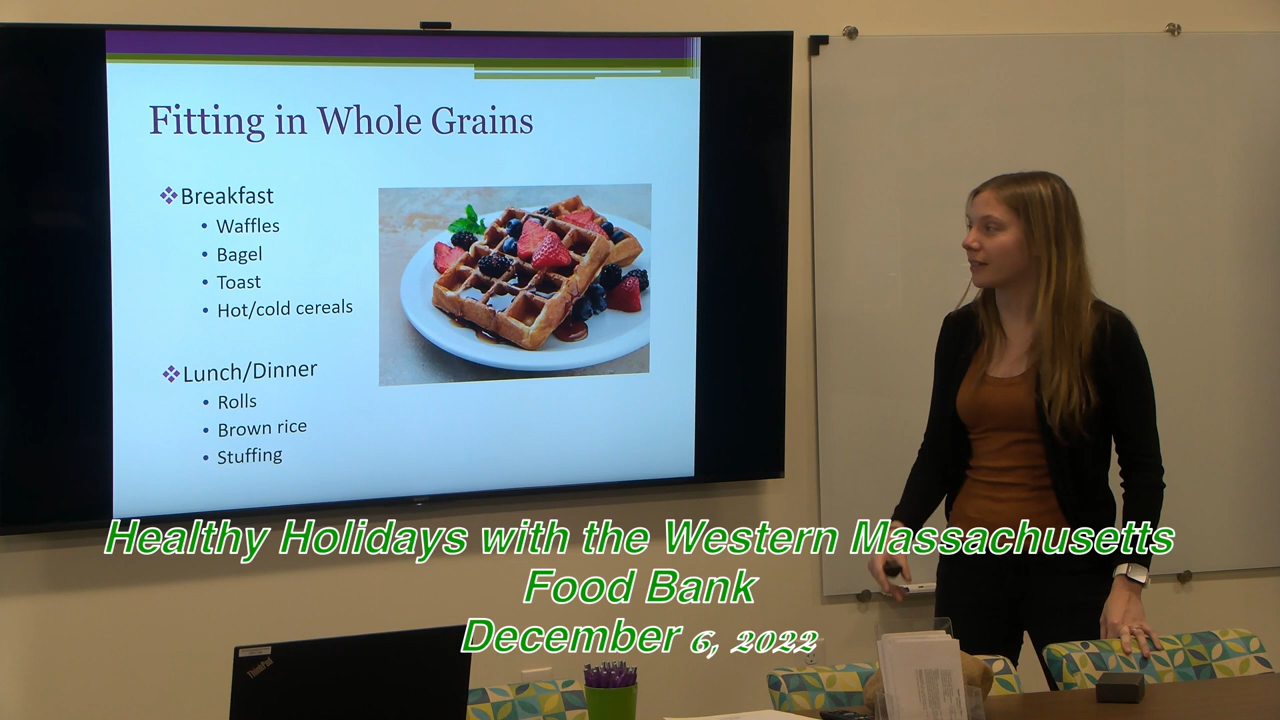 Fitting in Whole Grains
Breakfast
Waffles
Bagel
Toast
Hot/cold cereals
Lunch/Dinner
Rolls
Brown rice
Stuffing
Healthy Holidays with the Western Massachusetts
Food Bank
December 6, 2022
ThinkPad